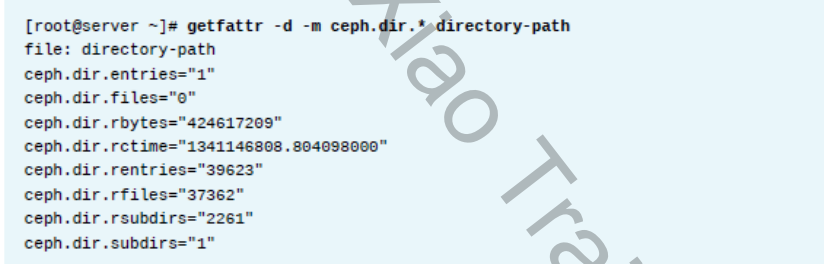 [root@server ~]# getfattr -d -m ceph.dir.* directory-path
file: directory-path
ceph.dir.entries="1"
ceph.dir.files="0"
ceph.dir.rbytes="424617209"
ceph.dir.rctime="1341146808.804098000"
ceph.dir.rentries="39623"
ceph.dir.rfiles="37362"
ceph.dir.rsubdirs="2261"
ceph.dir.subdirs="1"